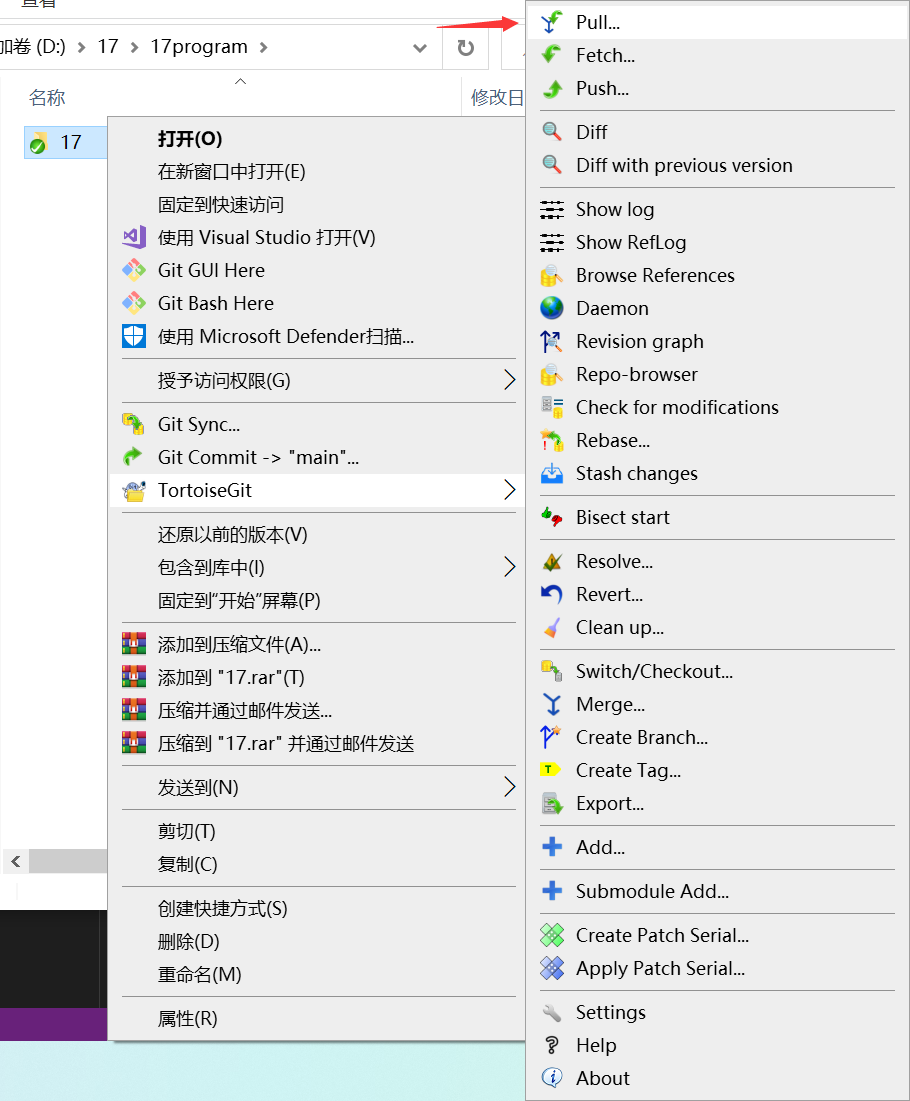 加卷 (D:) > 17 > 17program >
名称
修改日
17
打开(O)
在新窗口中打开(E)
固定到快速访问
使用 Visual Studio 打开(V)
Git GUI Here
Git Bash Here
使用 Microsoft Defender扫描...
授予访问权限(G)
Git Sync...
Git Commit -> "main"...
TortoiseGit
还原以前的版本(V)
包含到库中(I)
固定到"开始"屏幕(P)
添加到压缩文件(A)...
添加到 "17.rar"(T)
压缩并通过邮件发送...
压缩到 "17.rar" 并通过邮件发送
发送到(N)
剪切(T)
复制(C)
创建快捷方式(S)
删除(D)
重命名(M)
属性(R)
Pull...
Fetch...
Push...
Diff
Diff with previous version
Show log
Show RefLog
Browse References
Daemon
Revision graph
Repo-browser
Check for modifications
Rebase...
Stash changes
Bisect start
Resolve...
Revert...
Clean up...
Switch/Checkout...
Merge...
Create Branch...
Create Tag...
Export...
Add...
Submodule Add...
Create Patch Serial...
Apply Patch Serial...
Settings
Help
About